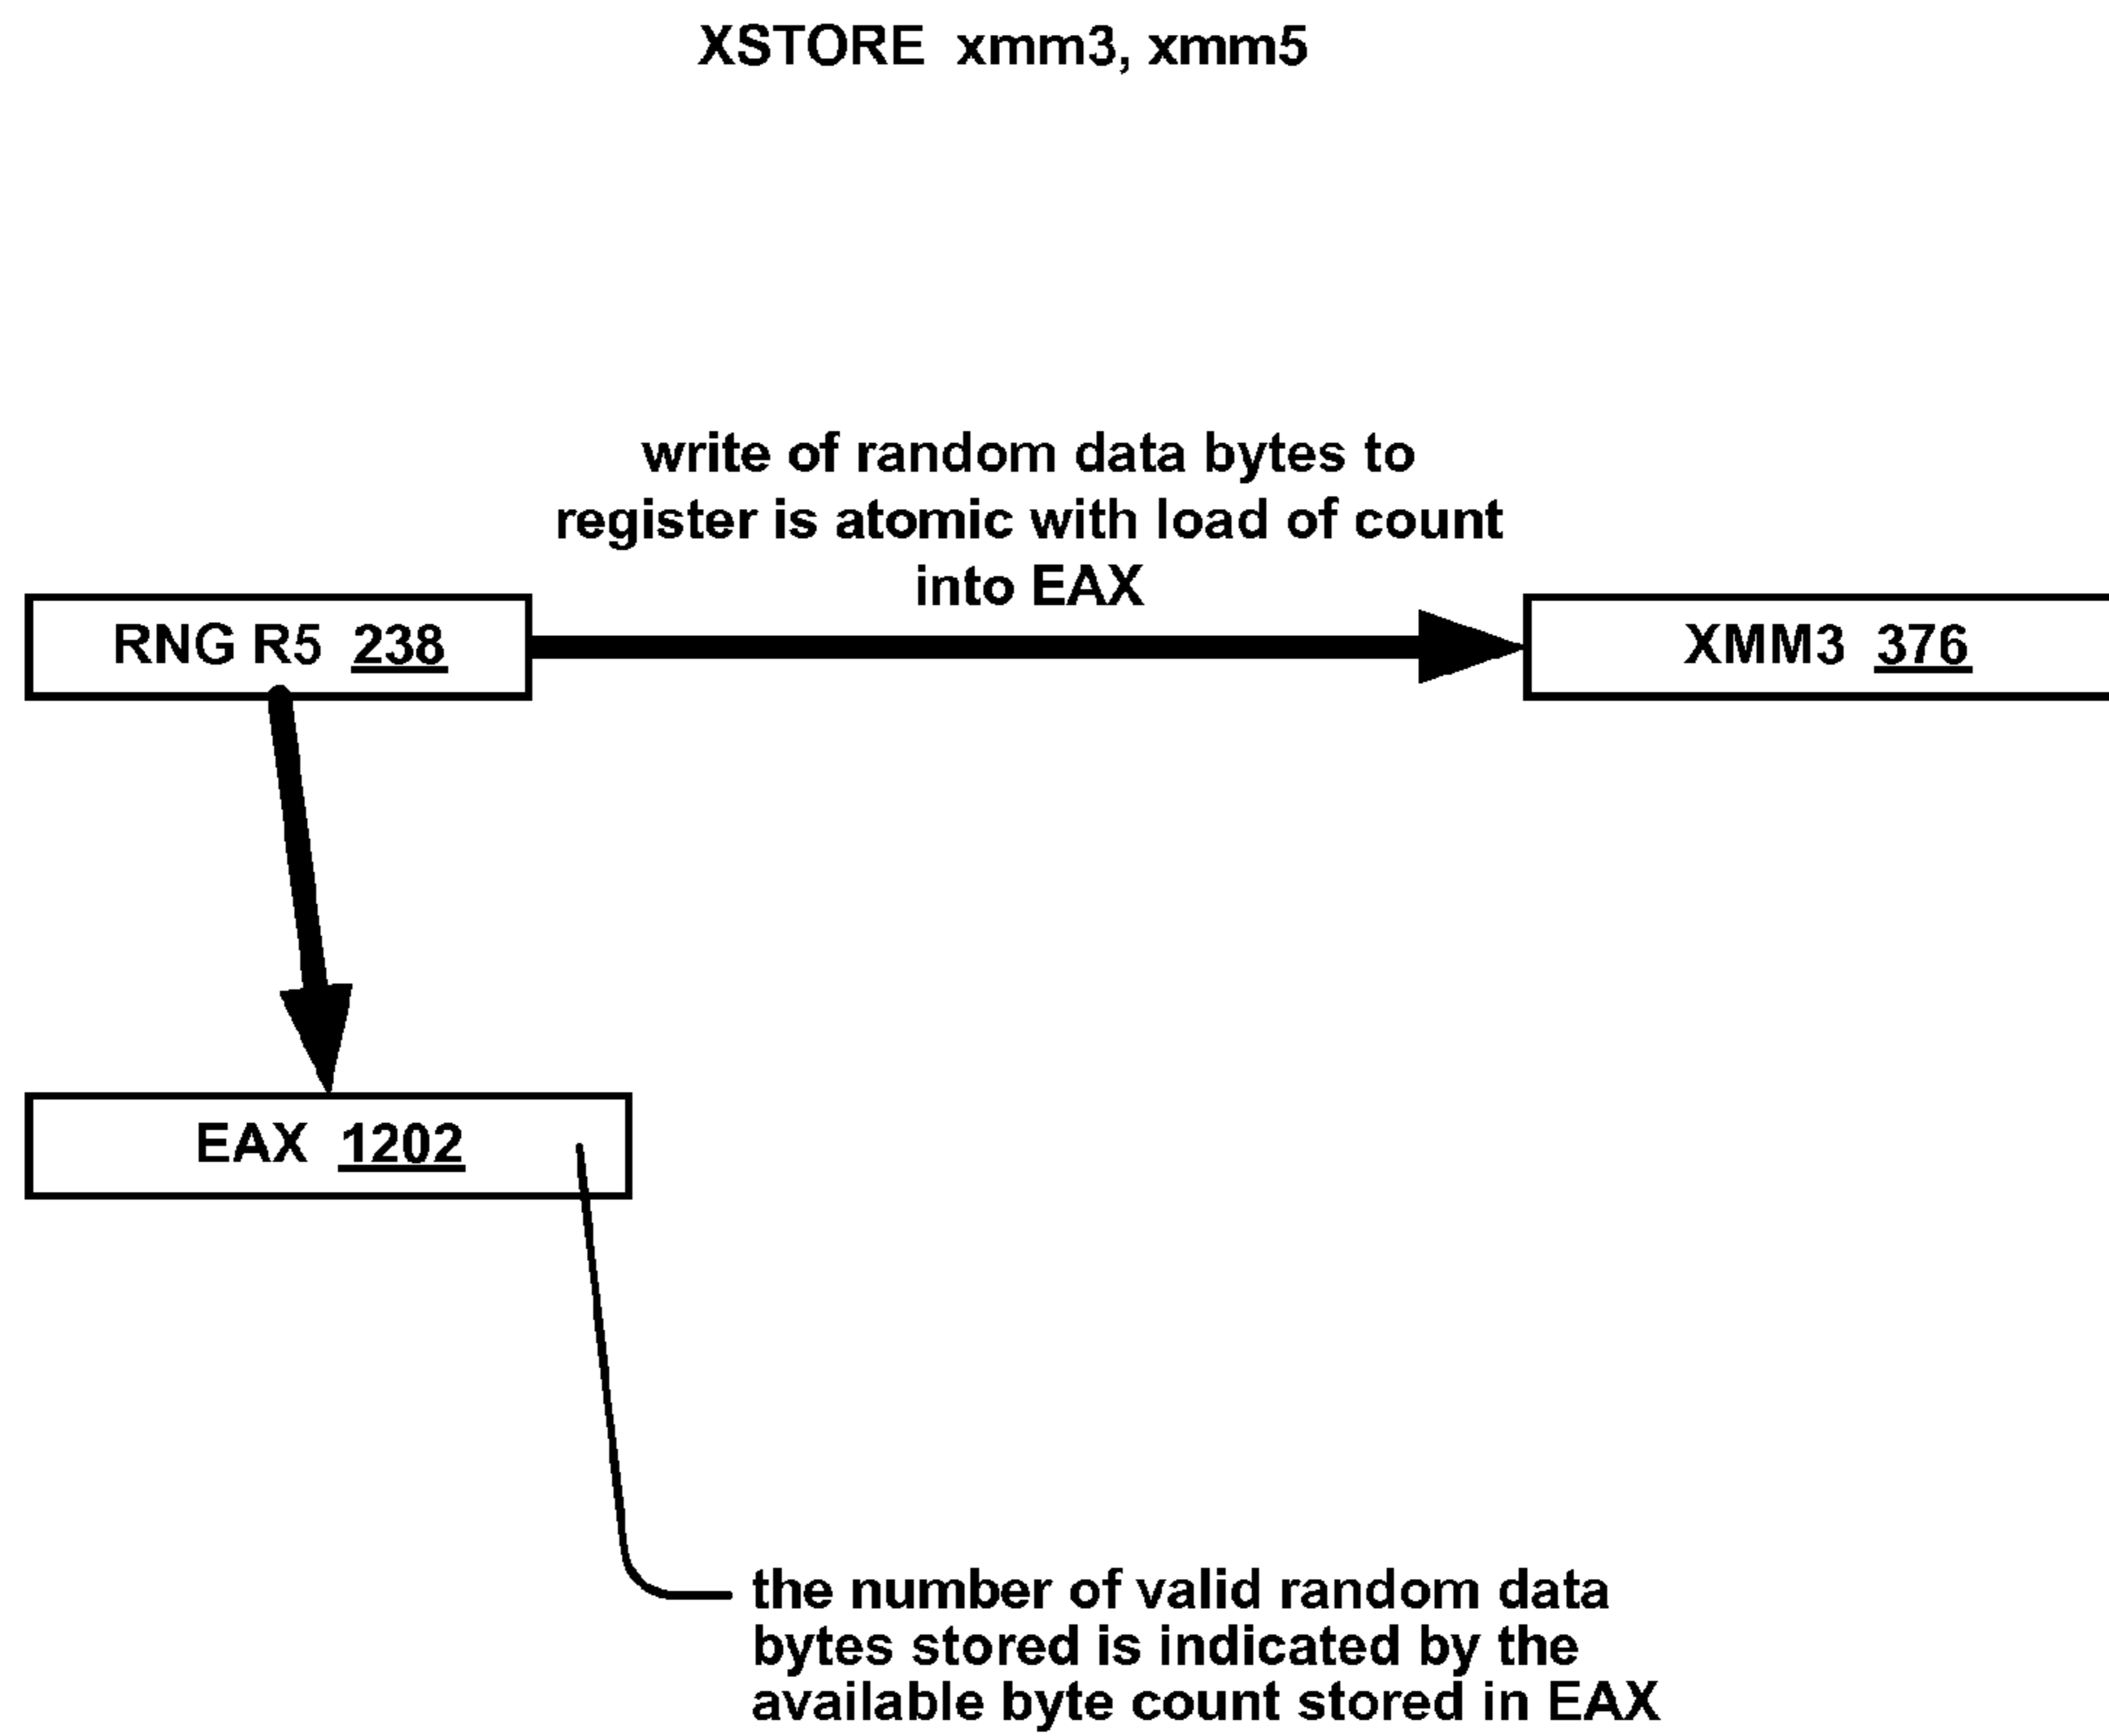 XSTORE xmm3, xmm5
write of random data bytes to
register is atomic with load of count
into EAX
RNG R5 238
XMM3 376
EAX 1202
the number of valid random data
bytes stored is indicated by the
available byte count stored in EAX